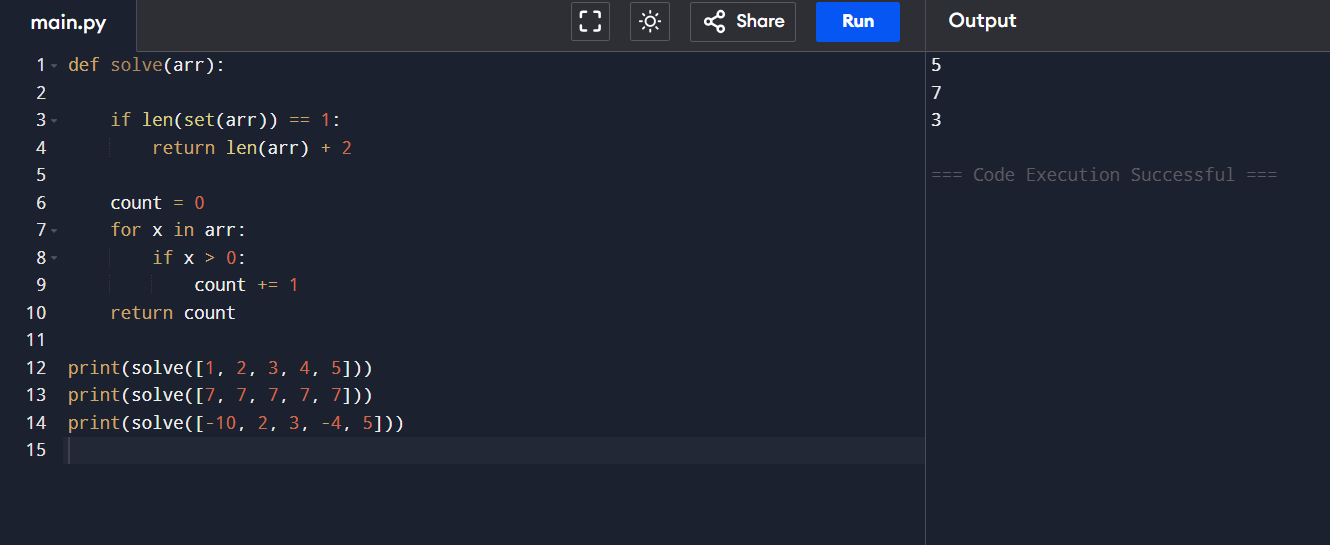 main.py
Share
Run
Output
1 def solve(arr):
2
3     if len(set(arr)) == 1:
4         return len(arr) + 2
5
6     count = 0
7     for x in arr:
8         if x > 0:
9             count += 1
10     return count
11
12 print(solve([1, 2, 3, 4, 5]))
13 print(solve([7, 7, 7, 7, 7]))
14 print(solve([-10, 2, 3, -4, 5]))
15
5
7
3
=== Code Execution Successful ===